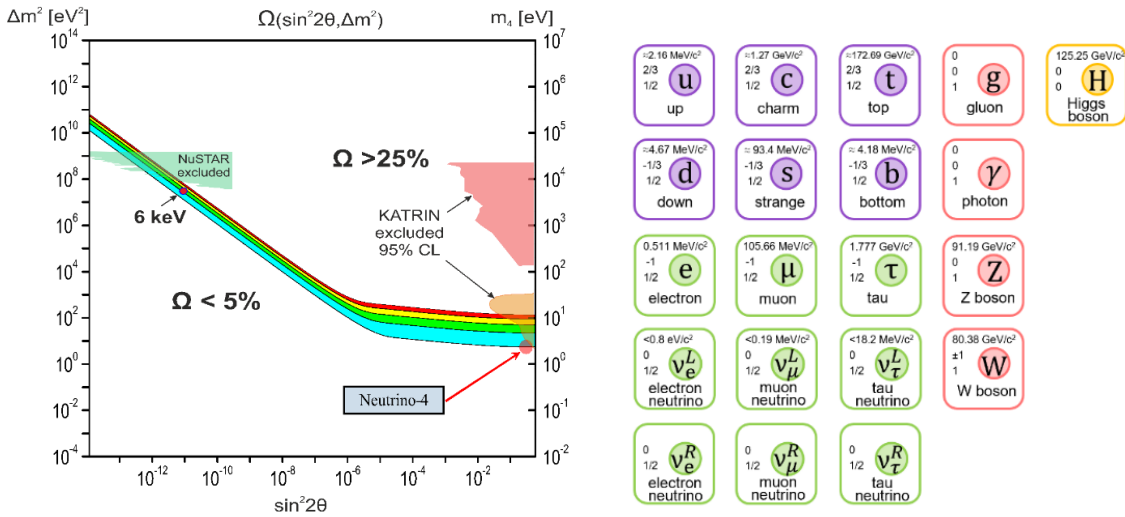 Δm² [eV²]
Ω(sin²2θ,Δm²)
m₄ [eV]
10¹⁴
10¹²
10¹⁰
10⁸
10⁶
10⁴
10²
10⁰
10⁻²
10⁻⁴
10⁷
10⁶
10⁵
10⁴
10³
10²
10¹
10⁰
10⁻¹
10⁻²
NuSTAR
excluded
Ω >25%
6 keV
KATRIN
excluded
95% CL
Ω < 5%
Neutrino-4
10⁻¹²
10⁻¹⁰
10⁻⁸
10⁻⁶
10⁻⁴
10⁻²
sin²2θ
≈2.16 MeV/c²
2/3
1/2
u
up
≈1.27 GeV/c²
2/3
1/2
c
charm
≈172.69 GeV/c²
2/3
1/2
t
top
0
0
1
g
gluon
125.25 GeV/c²
0
0
H
Higgs
boson
≈4.67 MeV/c²
-1/3
1/2
d
down
≈ 93.4 MeV/c²
-1/3
1/2
s
strange
≈ 4.18 MeV/c²
-1/3
1/2
b
bottom
0
0
1
γ
photon
0.511 MeV/c²
-1
1/2
e
electron
105.66 MeV/c²
-1
1/2
μ
muon
1.777 GeV/c²
-1
1/2
τ
tau
91.19 GeV/c²
0
1
Z
Z boson
<0.8 eV/c²
0
1/2
νₑᴸ
electron
neutrino
<0.19 MeV/c²
0
1/2
ν_μ^L
muon
neutrino
<18.2 MeV/c²
0
1/2
ν_τ^L
tau
neutrino
80.38 GeV/c²
±1
1
W
W boson
0
1/2
νₑᴿ
electron
neutrino
0
1/2
ν_μ^R
muon
neutrino
0
1/2
ν_τ^R
tau
neutrino